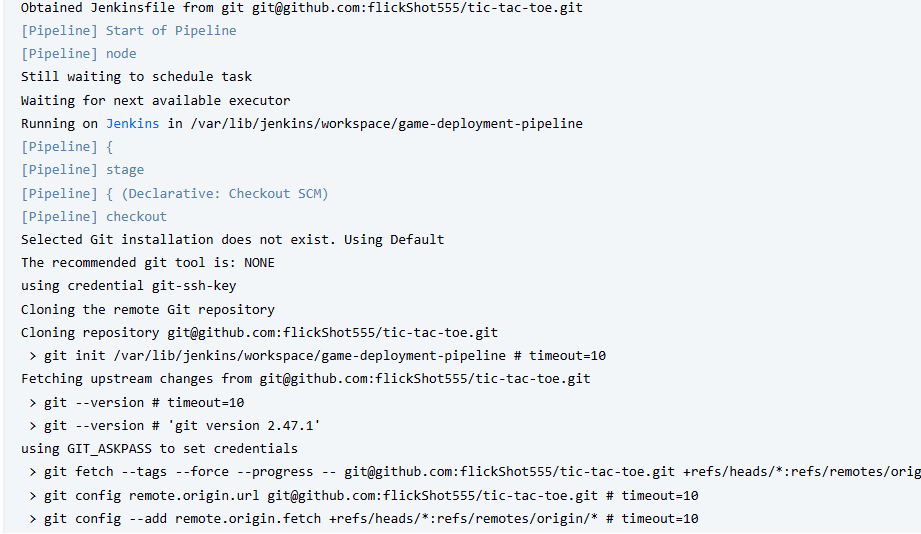 Obtained Jenkinsfile from git git@github.com:flickShot555/tic-tac-toe.git
[Pipeline] Start of Pipeline
[Pipeline] node
Still waiting to schedule task
Waiting for next available executor
Running on Jenkins in /var/lib/jenkins/workspace/game-deployment-pipeline
[Pipeline] {
[Pipeline] stage
[Pipeline] { (Declarative: Checkout SCM)
[Pipeline] checkout
Selected Git installation does not exist. Using Default
The recommended git tool is: NONE
using credential git-ssh-key
Cloning the remote Git repository
Cloning repository git@github.com:flickShot555/tic-tac-toe.git
 > git init /var/lib/jenkins/workspace/game-deployment-pipeline # timeout=10
Fetching upstream changes from git@github.com:flickShot555/tic-tac-toe.git
 > git --version # timeout=10
 > git --version # 'git version 2.47.1'
using GIT_ASKPASS to set credentials
 > git fetch --tags --force --progress -- git@github.com:flickShot555/tic-tac-toe.git +refs/heads/*:refs/remotes/orig
 > git config remote.origin.url git@github.com:flickShot555/tic-tac-toe.git # timeout=10
 > git config --add remote.origin.fetch +refs/heads/*:refs/remotes/origin/* # timeout=10